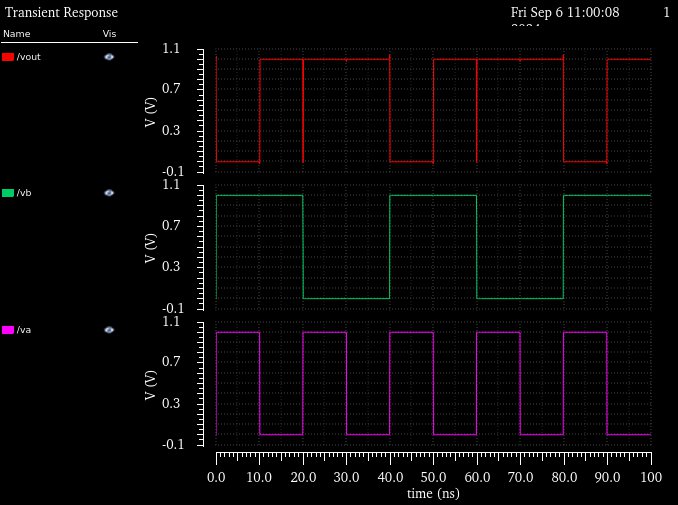 Transient Response
Fri Sep 6 11:00:08 1
Name Vis
/vout
1.1
0.7
0.3
-0.1
V (V)
/vb
1.1
0.7
0.3
-0.1
V (V)
/va
1.1
0.7
0.3
-0.1
V (V)
0.0 10.0 20.0 30.0 40.0 50.0 60.0 70.0 80.0 90.0 100
time (ns)